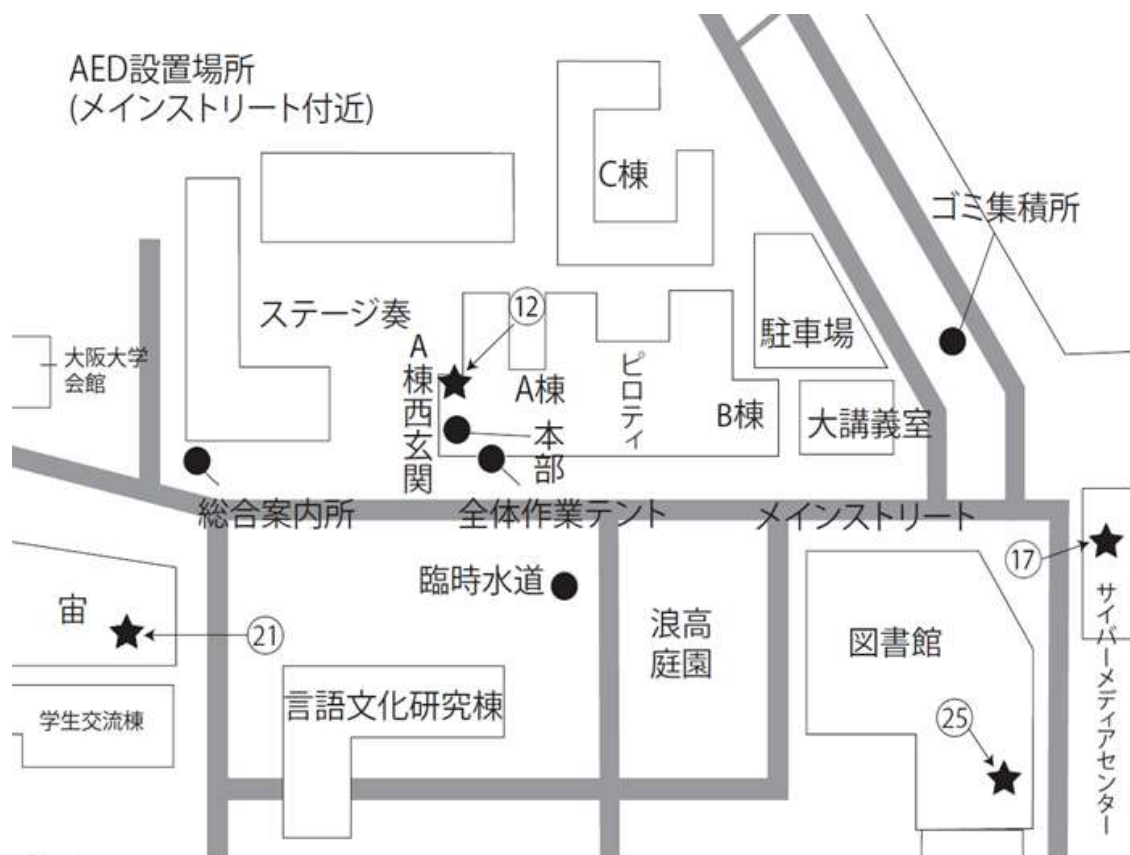 AED設置場所
(メインストリート付近)
C棟
ゴミ集積所
ステージ奏
⑫
駐車場
大阪大学
会館
A棟西玄関
A棟
ピロティ
B棟
大講義室
本部
総合案内所
全体作業テント
メインストリート
⑰
臨時水道
宙
㉑
浪高
庭園
図書館
サイバーメディアセンター
学生交流棟
言語文化研究棟
㉕